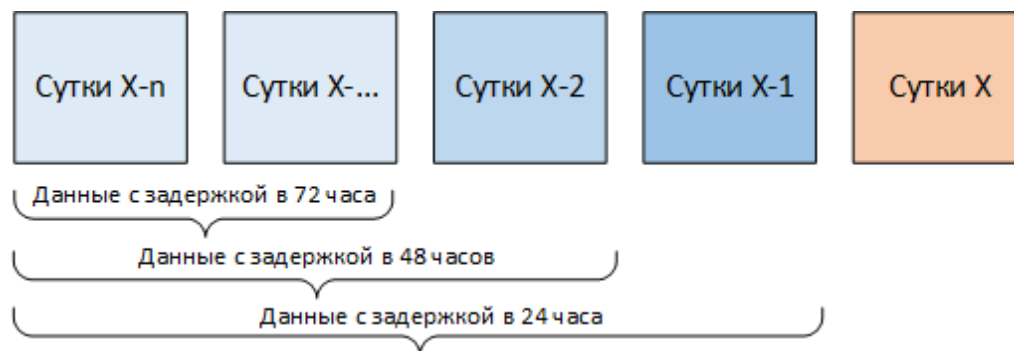 Сутки X-n
Сутки X-...
Сутки X-2
Сутки X-1
Сутки X
Данные с задержкой в 72 часа
Данные с задержкой в 48 часов
Данные с задержкой в 24 часа